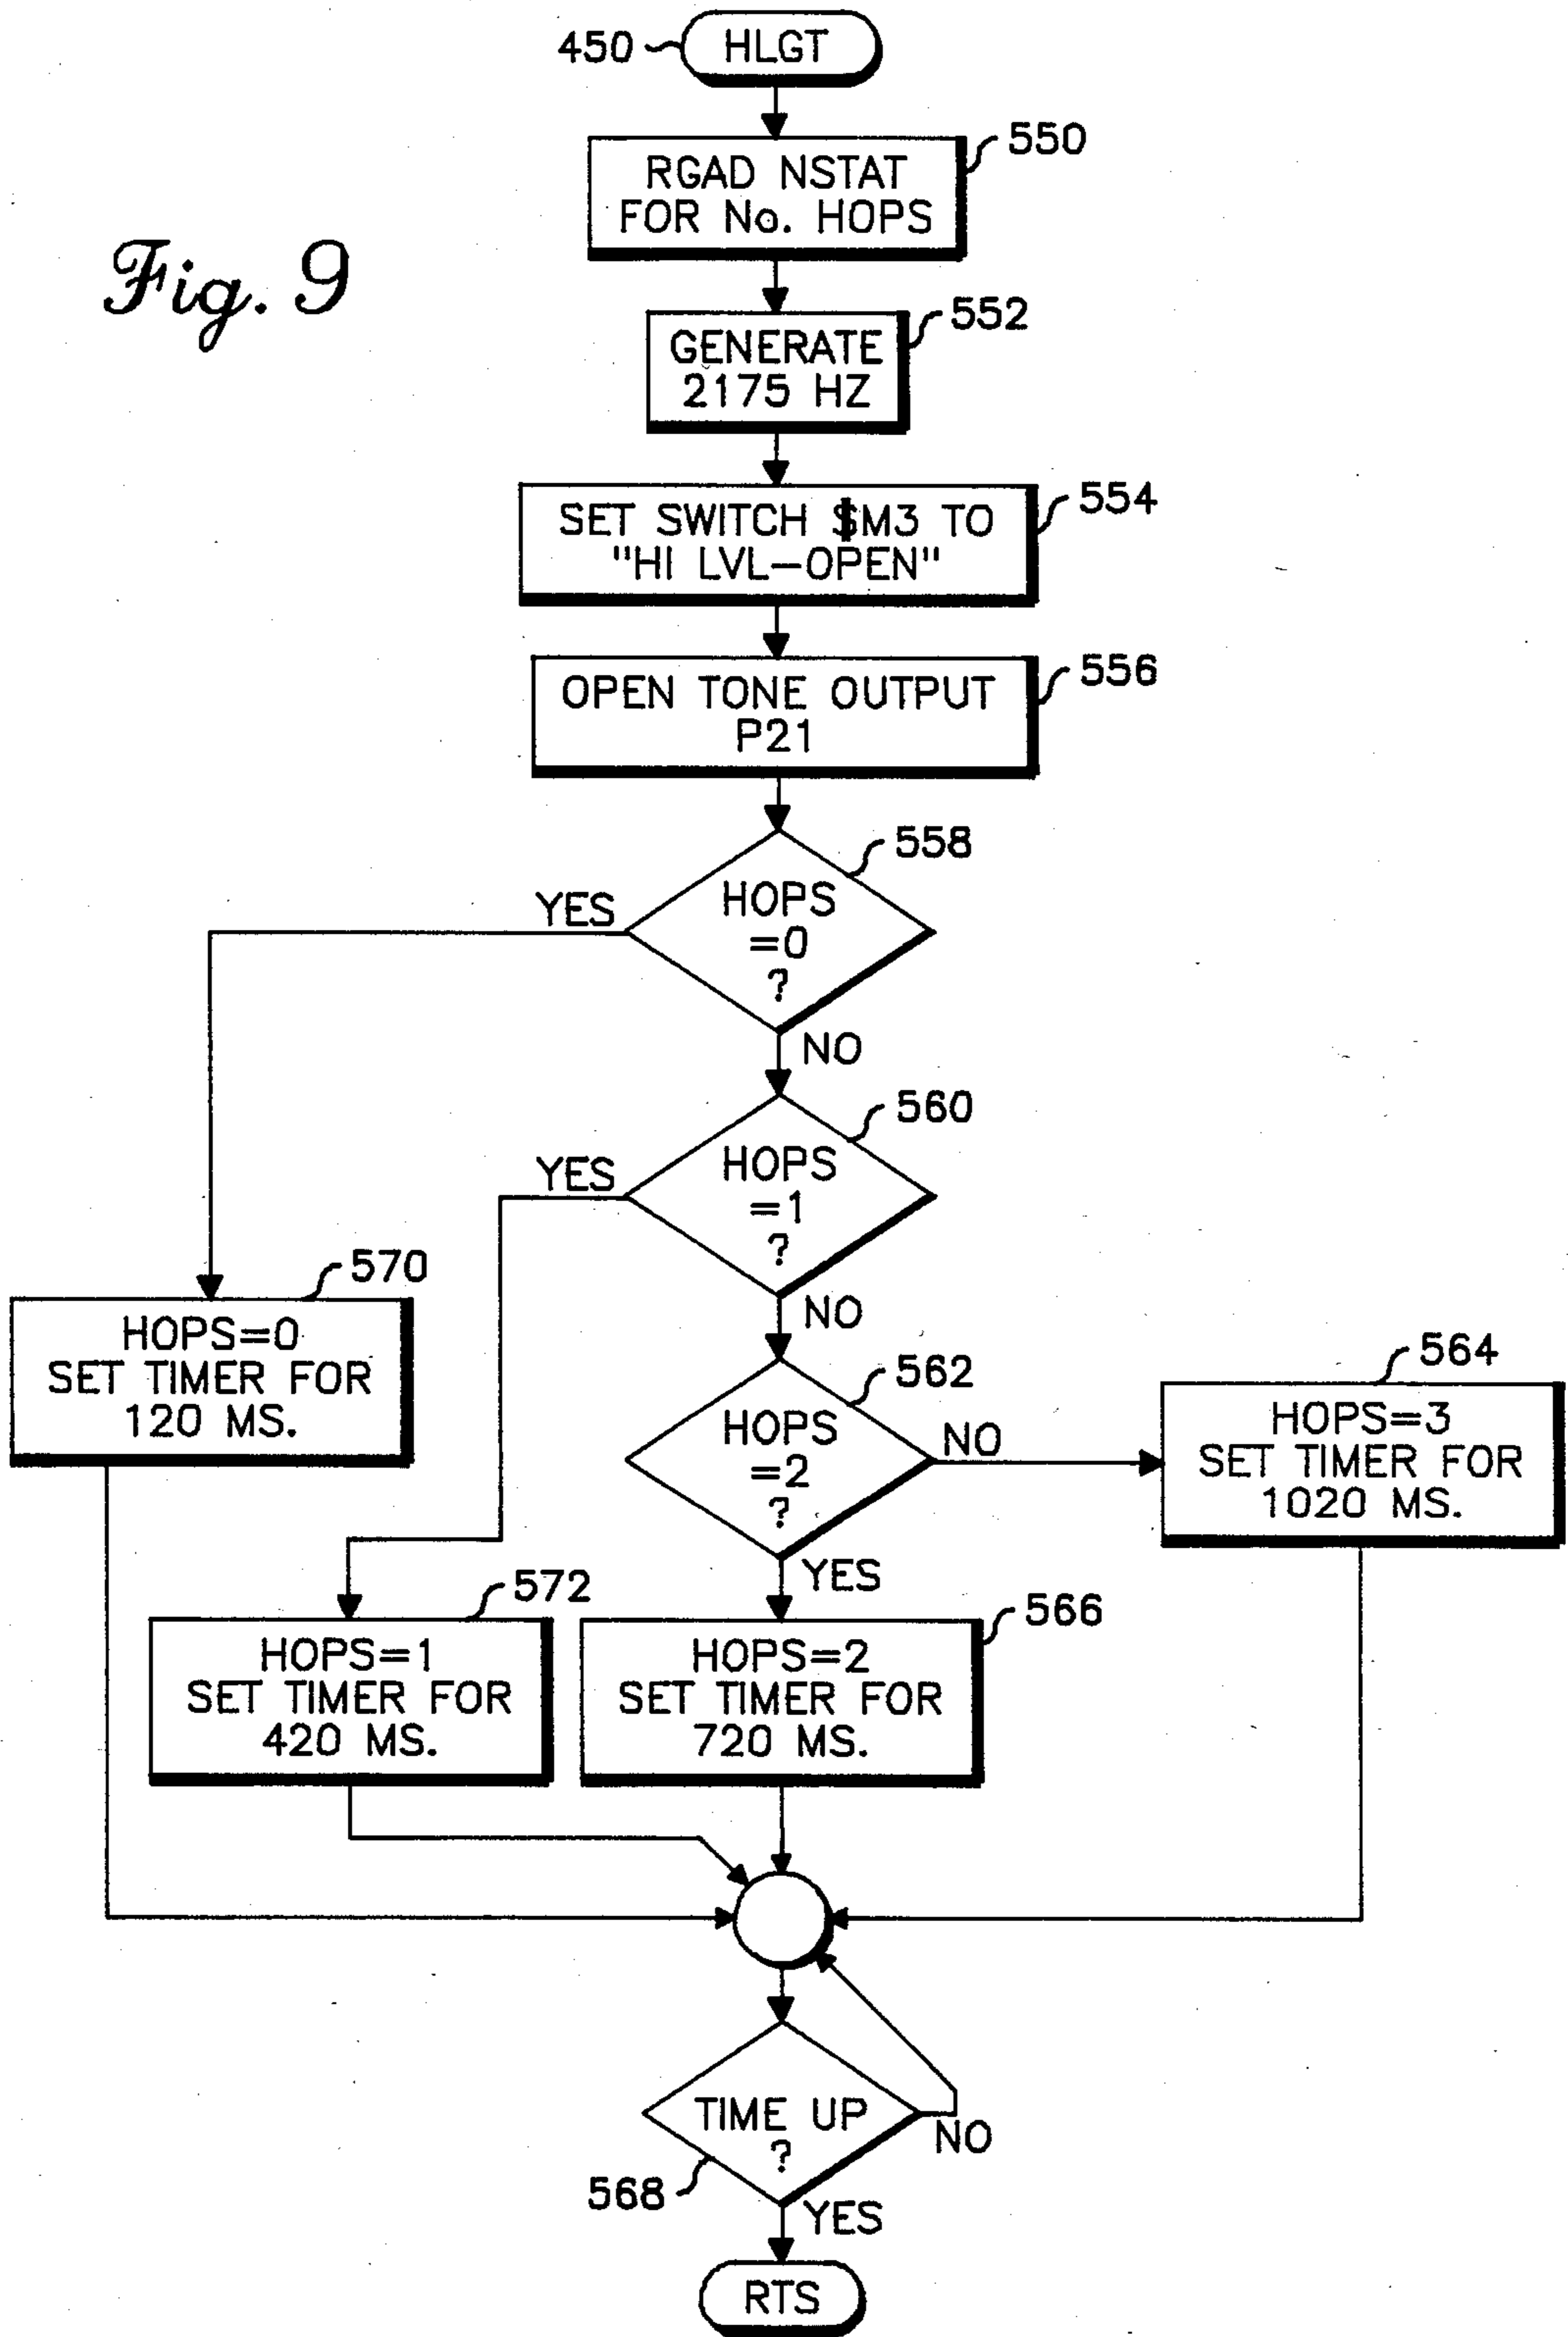 450
HLGT
550
RGAD NSTAT
FOR No. HOPS
Fig. 9
552
GENERATE
2175 HZ
554
SET SWITCH $M3 TO
"HI LVL-OPEN"
556
OPEN TONE OUTPUT
P21
558
HOPS
=0
?
YES
NO
560
HOPS
=1
?
YES
NO
570
HOPS=0
SET TIMER FOR
120 MS.
562
HOPS
=2
?
NO
YES
564
HOPS=3
SET TIMER FOR
1020 MS.
572
HOPS=1
SET TIMER FOR
420 MS.
566
HOPS=2
SET TIMER FOR
720 MS.
TIME UP
?
NO
568
YES
RTS